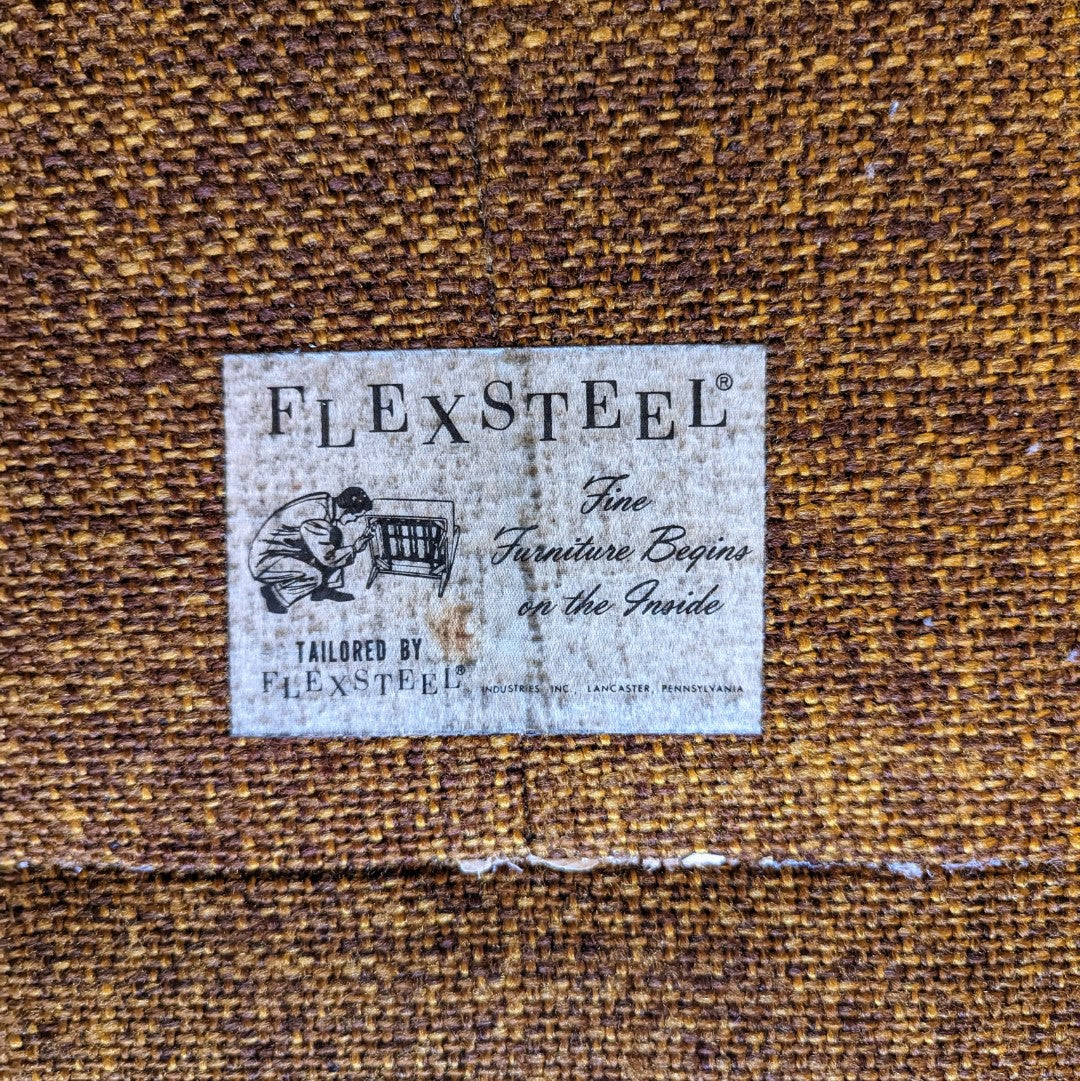 FLEXSTEEL®
Fine
Furniture Begins
on the Inside
TAILORED BY
FLEXSTEEL® INDUSTRIES INC. LANCASTER, PENNSYLVANIA